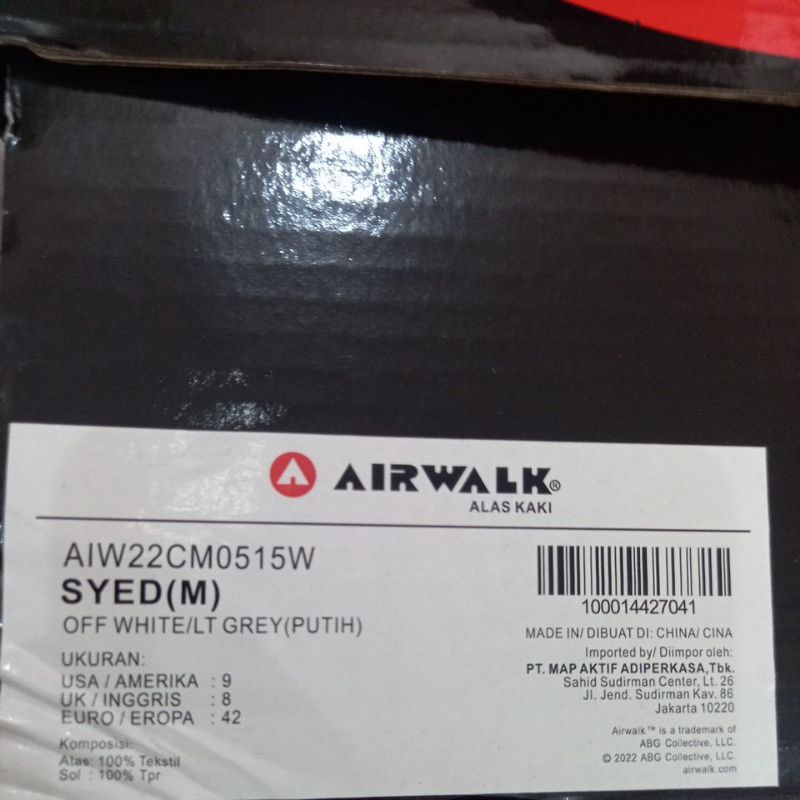 AIRWALK®
ALAS KAKI
AIW22CM0515W
SYED(M)
OFF WHITE/LT GREY(PUTIH)
UKURAN:
USA / AMERIKA : 9
UK / INGGRIS : 8
EURO / EROPA : 42
Komposisi:
Atas: 100% Tekstil
Sol : 100% Tpr
100014427041
MADE IN/ DIBUAT DI: CHINA/ CINA
Imported by/ Diimpor oleh:
PT. MAP AKTIF ADIPERKASA,Tbk.
Sahid Sudirman Center, Lt. 26
Jl. Jend. Sudirman Kav. 86
Jakarta 10220
Airwalk™ is a trademark of
ABG Collective, LLC.
© 2022 ABG Collective, LLC.
airwalk.com